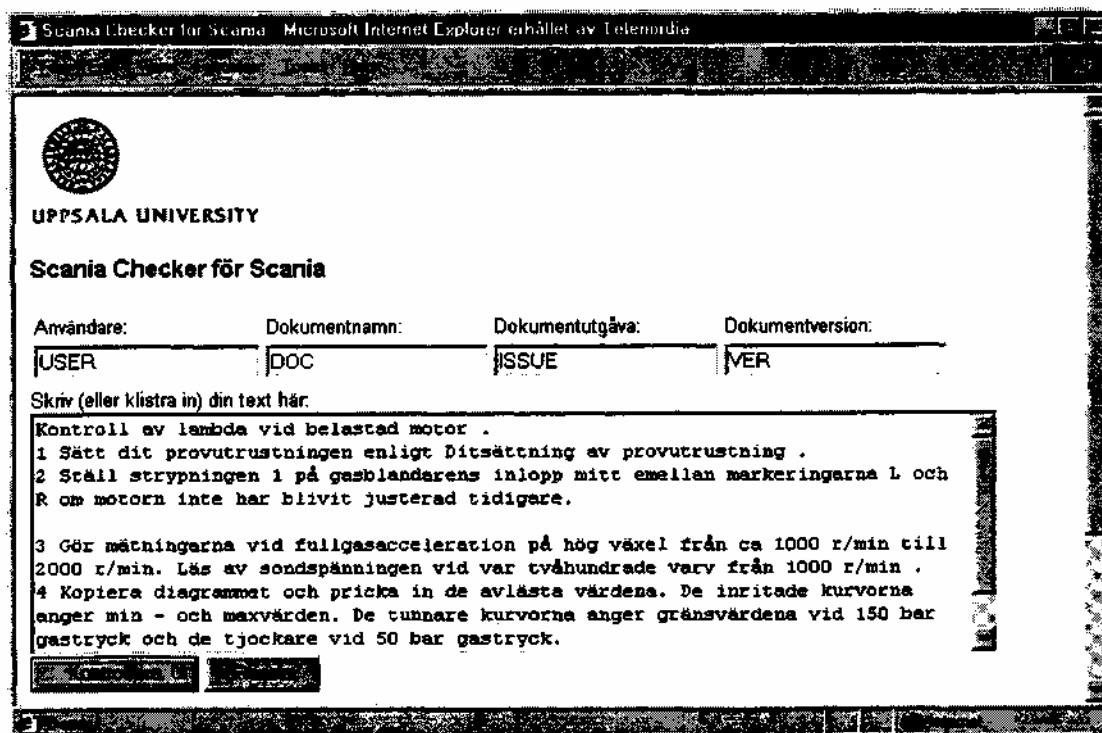 Scania Checker for Scania - Microsoft Internet Explorer erhållet av Telenordia
UPPSALA UNIVERSITY
Scania Checker för Scania
Användare: Dokumentnamn: Dokumentutgåva: Dokumentversion:
USER DOC ISSUE VER
Skriv (eller klistra in) din text här:
Kontroll av lambda vid belastad motor .
1 Sätt dit provutrustningen enligt Ditsättning av provutrustning .
2 Ställ strypningen 1 på gasblandarens inlopp mitt emellan markeringarna L och
R om motorn inte har blivit justerad tidigare.
3 Gör mätningarna vid fullgasacceleration på hög växel från ca 1000 r/min till
2000 r/min. Läs av sondspänningen vid var tvåhundrade varv från 1000 r/min .
4 Kopiera diagrammet och pricka in de avlästa värdena. De inritade kurvorna
anger min - och maxvärden. De tunnare kurvorna anger gränsvärdena vid 150 bar
gastryck och de tjockare vid 50 bar gastryck.